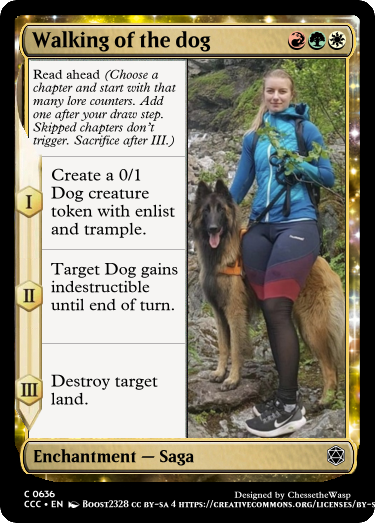 Walking of the dog
Read ahead (Choose a
chapter and start with that
many lore counters. Add
one after your draw step.
Skipped chapters don't
trigger. Sacrifice after III.)
I
Create a 0/1
Dog creature
token with enlist
and trample.
II
Target Dog gains
indestructible
until end of turn.
III
Destroy target
land.
Enchantment — Saga
C 0636
Designed by ChessetheWasp
CCC • EN Boost2328 CC BY-SA 4 HTTPS://CREATIVECOMMONS.ORG/LICENSES/BY-S